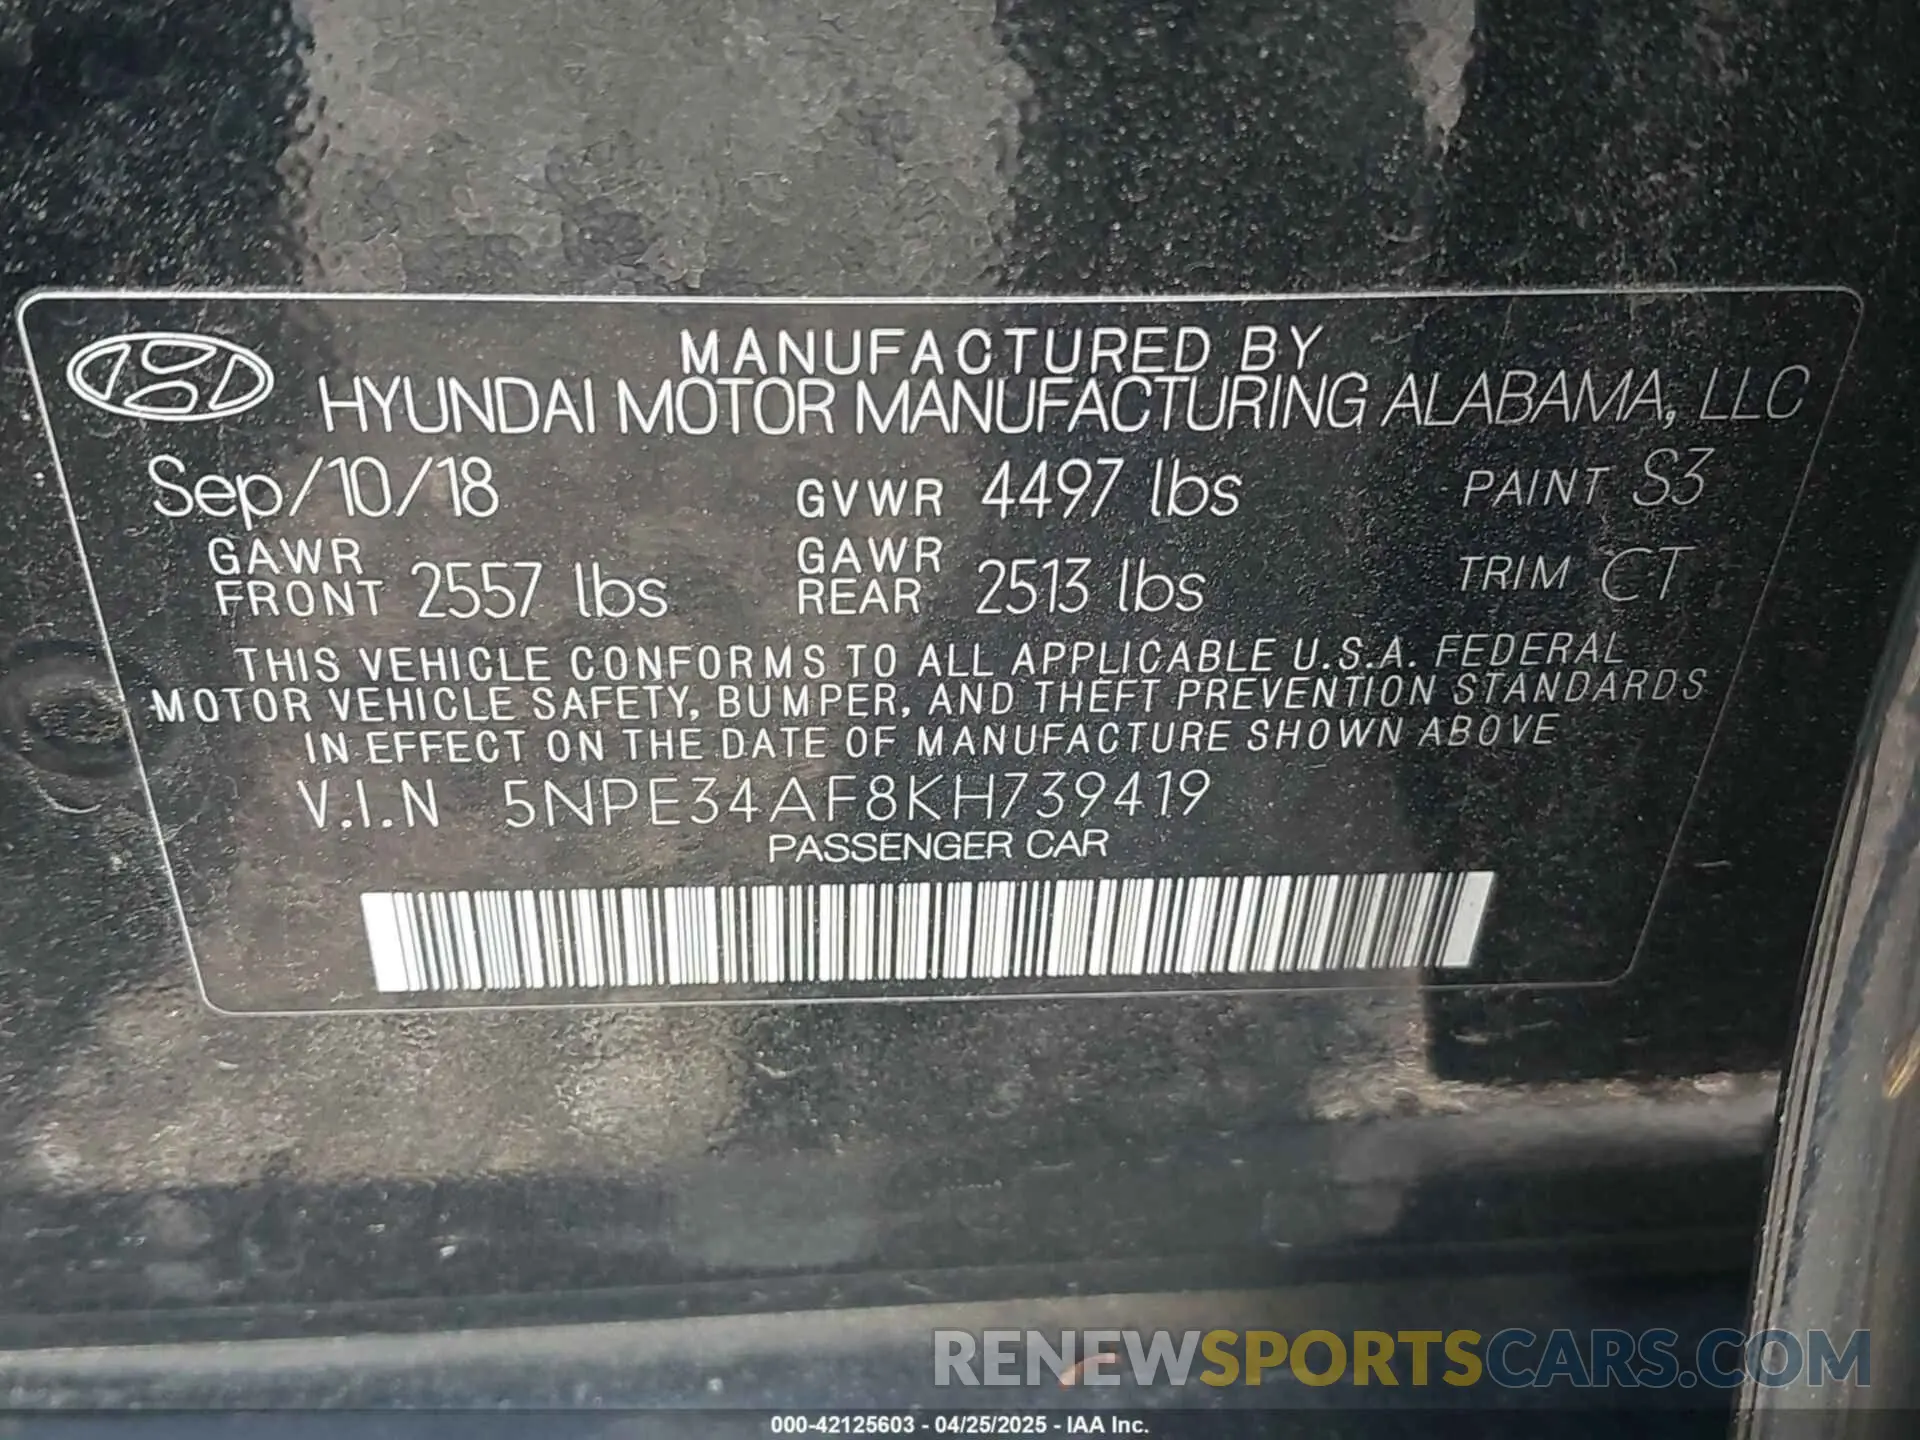 MANUFACTURED BY
HYUNDAI MOTOR MANUFACTURING ALABAMA, LLC
Sep/10/18 GVWR 4497 lbs PAINT S3
GAWR FRONT 2557 lbs GAWR REAR 2513 lbs TRIM CT
THIS VEHICLE CONFORMS TO ALL APPLICABLE U.S.A. FEDERAL
MOTOR VEHICLE SAFETY, BUMPER, AND THEFT PREVENTION STANDARDS
IN EFFECT ON THE DATE OF MANUFACTURE SHOWN ABOVE
V.I.N 5NPE34AF8KH739419
PASSENGER CAR
RENEWSPORTSCARS.COM
000-42125603 - 04/25/2025 - IAA Inc.